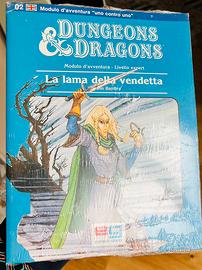 02 Modulo d'avventura "uno contro uno"
DUNGEONS
& DRAGONS
Modulo d'avventura - Livello expert
La lama della vendetta